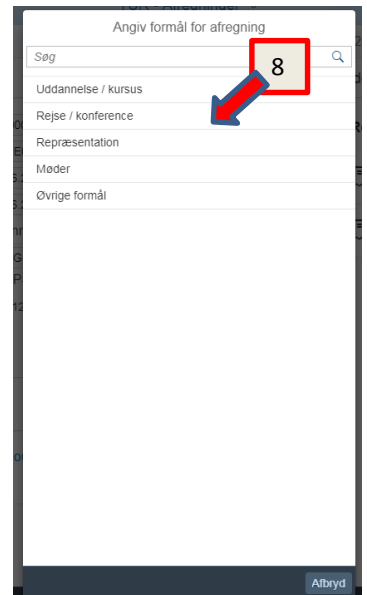 Angiv formål for afregning
Søg
8
Uddannelse / kursus
Rejse / konference
Repræsentation
Møder
Øvrige formål
Afbryd